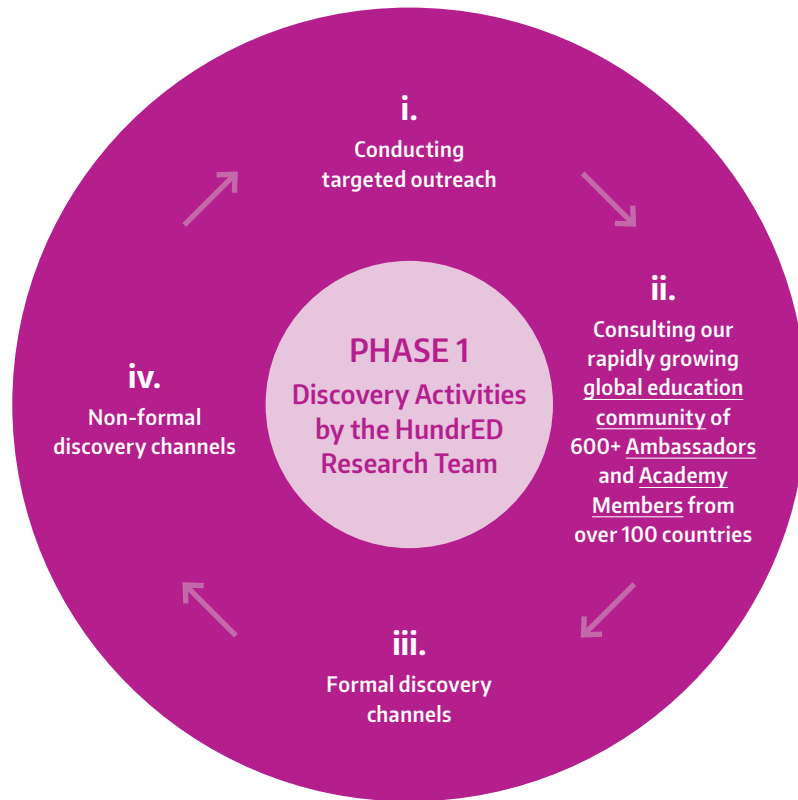 i.
Conducting
targeted outreach
ii.
Consulting our
rapidly growing
global education
community of
600+ Ambassadors
and Academy
Members from
over 100 countries
iii.
Formal discovery
channels
iv.
Non-formal
discovery channels
PHASE 1
Discovery Activities
by the HundrED
Research Team